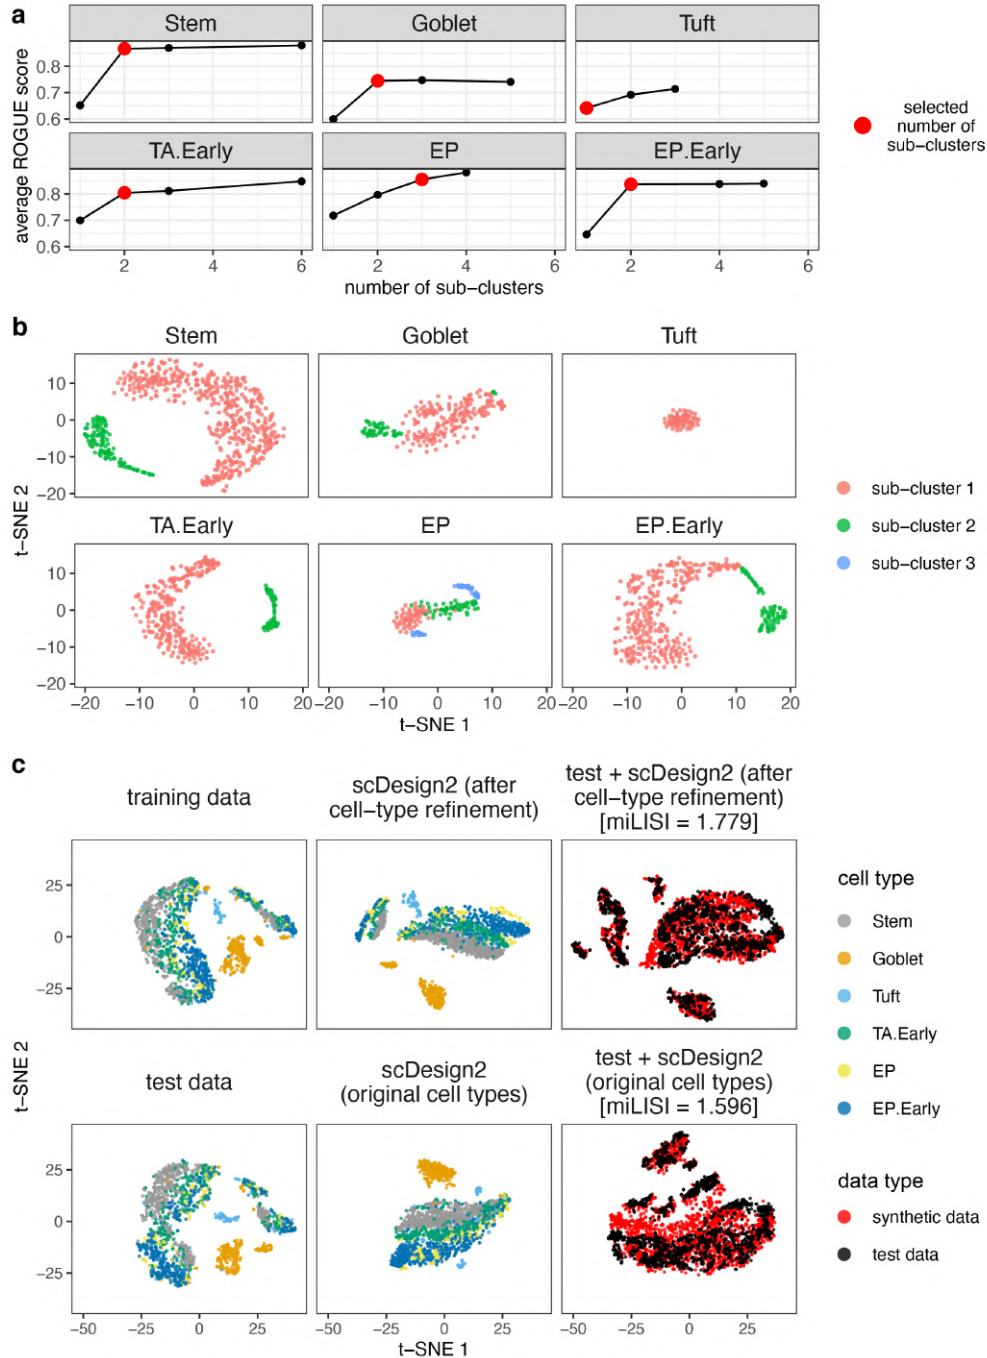 a
Stem
Goblet
Tuft
0.8
0.7
0.6
TA.Early
EP
EP.Early
0.8
0.7
0.6
2
4
6
2
4
6
2
4
6
number of sub-clusters
average ROGUE score
selected
number of
sub-clusters
b
Stem
Goblet
Tuft
10
0
−10
−20
TA.Early
EP
EP.Early
10
0
−10
−20
−20
−10
0
10
20
−20
−10
0
10
20
−20
−10
0
10
20
t−SNE 1
t−SNE 2
sub−cluster 1
sub−cluster 2
sub−cluster 3
c
training data
scDesign2 (after
cell−type refinement)
test + scDesign2 (after
cell−type refinement)
[miLISI = 1.779]
25
0
−25
test data
scDesign2
(original cell types)
test + scDesign2
(original cell types)
[miLISI = 1.596]
25
0
−25
−50
−25
0
25
−50
−25
0
25
−50
−25
0
25
t−SNE 1
t−SNE 2
cell type
Stem
Goblet
Tuft
TA.Early
EP
EP.Early
data type
synthetic data
test data